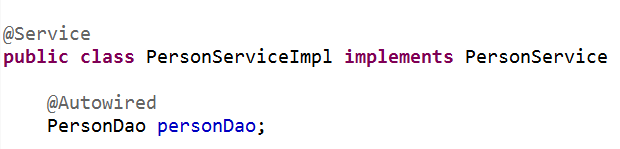 @Service
public class PersonServiceImpl implements PersonService
@Autowired
PersonDao personDao;